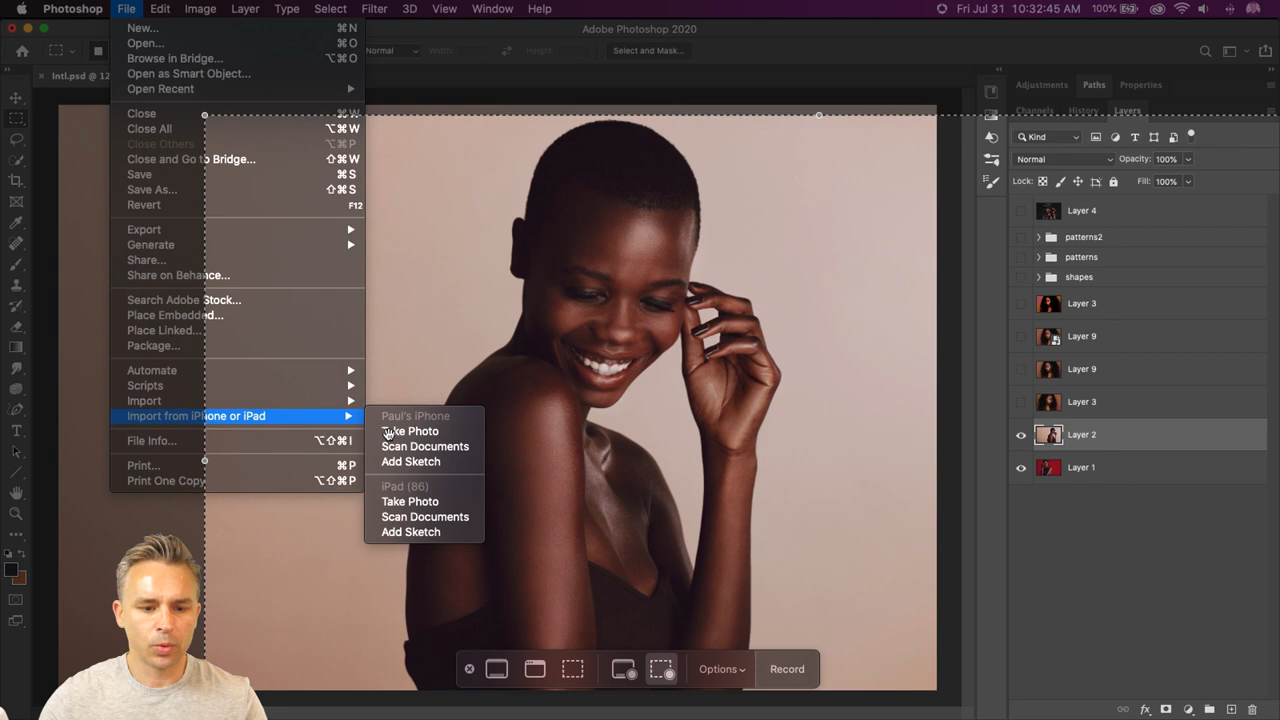 Photoshop File Edit Image Layer Type Select Filter 3D View Window Help 100% Fri Jul 31 10:32:45 AM
Adobe Photoshop 2020
Normal Width: Height: Select and Mask...
Intl.psd @ 12
New... ⌘N
Open... ⌘O
Browse in Bridge... ⌥⌘O
Open as Smart Object...
Open Recent
Close ⌘W
Close All ⌥⌘W
Close Others ⌥⌘P
Close and Go to Bridge... ⇧⌘W
Save ⌘S
Save As... ⇧⌘S
Revert F12
Export
Generate
Share...
Share on Behance...
Search Adobe Stock...
Place Embedded...
Place Linked...
Package...
Automate
Scripts
Import
Import from iPhone or iPad
File Info... ⌥⇧⌘I
Print... ⌘P
Print One Copy ⌥⇧⌘P
Paul's iPhone
Take Photo
Scan Documents
Add Sketch
iPad (86)
Take Photo
Scan Documents
Add Sketch
Options Record
Adjustments Paths Properties
Channels History Layers
Kind
Normal Opacity: 100%
Lock: Fill: 100%
Layer 4
patterns2
patterns
shapes
Layer 3
Layer 9
Layer 9
Layer 3
Layer 2
Layer 1
fx